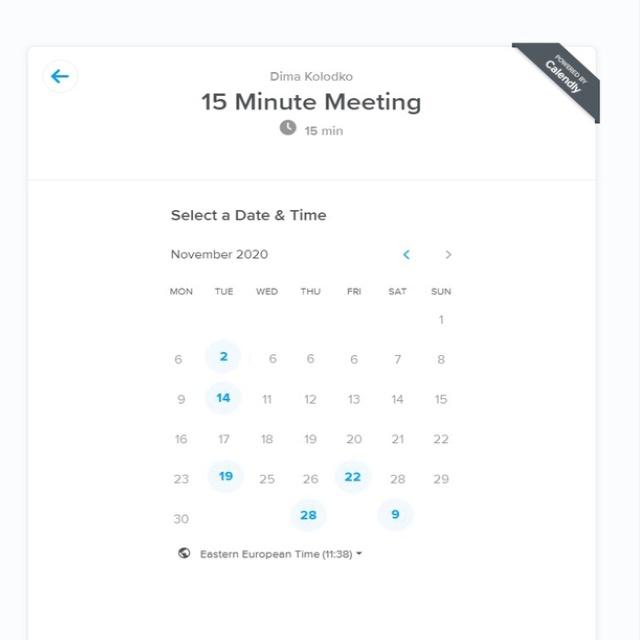 POWERED BY
Calendly
Dima Kolodko
15 Minute Meeting
15 min
Select a Date & Time
November 2020
MON TUE WED THU FRI SAT SUN
1
6 2 6 6 6 7 8
9 14 11 12 13 14 15
16 17 18 19 20 21 22
23 19 25 26 22 28 29
30 28 9
Eastern European Time (11:38)